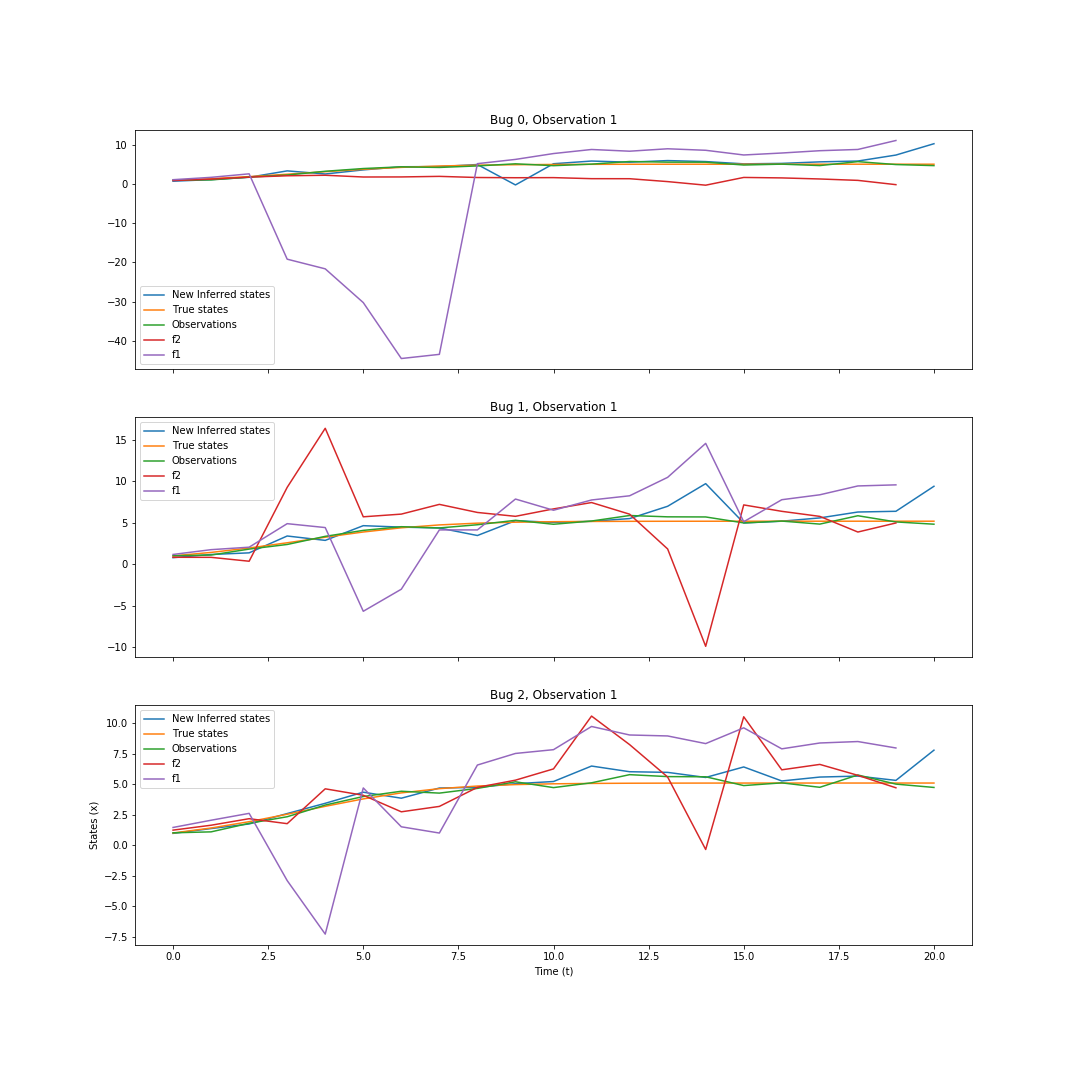 Bug 0, Observation 1
10
0
−10
−20
−30
−40
New Inferred states
True states
Observations
f2
f1
Bug 1, Observation 1
15
10
5
0
−5
−10
New Inferred states
True states
Observations
f2
f1
Bug 2, Observation 1
10.0
7.5
5.0
2.5
0.0
−2.5
−5.0
−7.5
States (x)
New Inferred states
True states
Observations
f2
f1
0.0 2.5 5.0 7.5 10.0 12.5 15.0 17.5 20.0
Time (t)